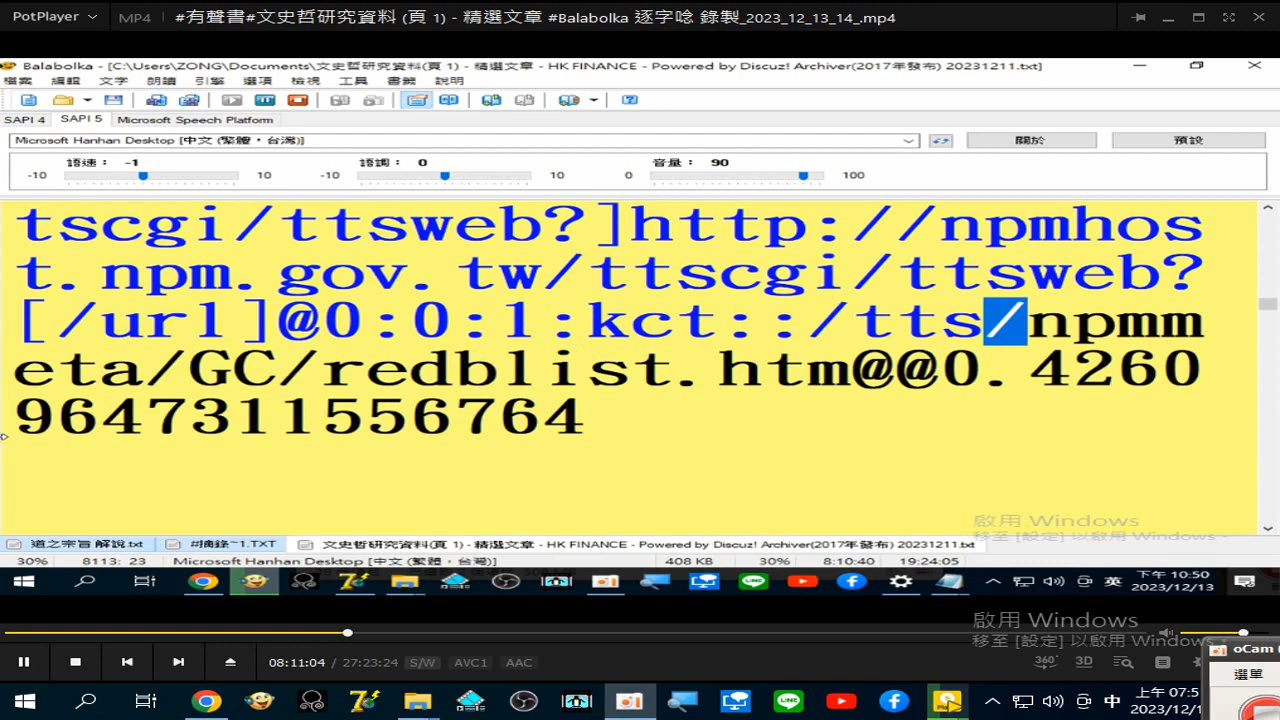 PotPlayer
MP4
#有聲書#文史哲研究資料 (頁 1) - 精選文章 #Balabolka 逐字唸 錄製_2023_12_13_14_.mp4
Balabolka - [C:\Users\ZONG\Documents\文史哲研究資料(頁 1) - 精選文章 - HK FINANCE - Powered by Discuz! Archiver(2017年發布) 20231211.txt]
檔案 編輯 文字 朗讀 引擎 選項 檢視 工具 書籤 說明
SAPI 4 SAPI 5 Microsoft Speech Platform
Microsoft Hanhan Desktop [中文 (繁體，台灣)]
關於
預設
語速： -1
語調： 0
音量： 90
-10 10 -10 10 0 100
tscgi/ttsweb?]http://npmhos
t.npm.gov.tw/ttscgi/ttsweb?
[/url]@0:0:1:kct::/tts/npmm
eta/GC/redblist.htm@@0.4260
9647311556764
啟用 Windows
移至 [設定] 以啟用 Windows。
道之宗旨 解說.txt
#摘錄~1.TXT
文史哲研究資料(頁 1) - 精選文章 - HK FINANCE - Powered by Discuz! Archiver(2017年發布) 20231211.txt
30% 8113: 23 Microsoft Hanhan Desktop [中文 (繁體，台灣)] 408 KB 30% 8:10:40 19:24:05
英
下午 10:50
2023/12/13
啟用 Windows
移至 [設定] 以啟用 Windows。
08:11:04 / 27:23:24 S/W AVC1 AAC
360°
3D
oCam (
選單
中
上午 07:5
2023/12/1